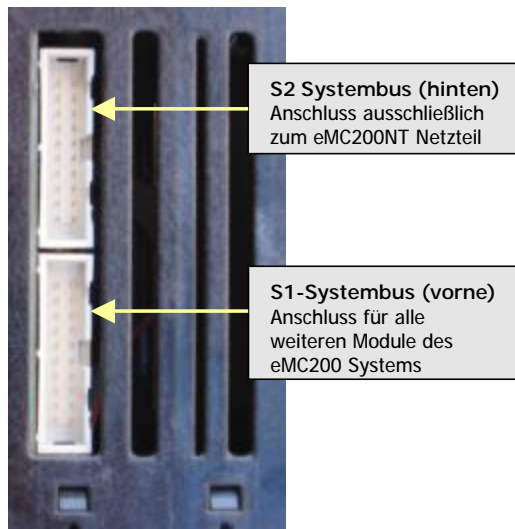 S2 Systembus (hinten)
Anschluss ausschließlich
zum eMC200NT Netzteil
S1-Systembus (vorne)
Anschluss für alle
weiteren Module des
eMC200 Systems